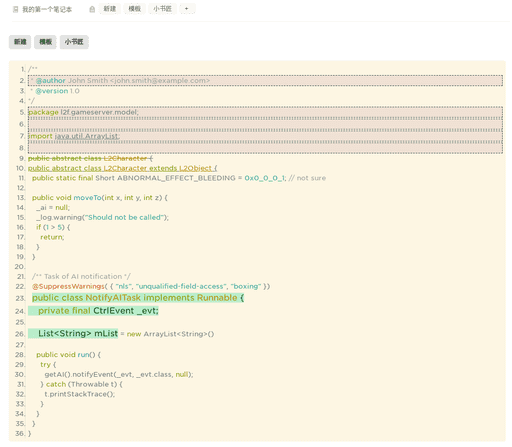 我的第一个笔记本 新建 模板 小书匠
新建 模板 小书匠
1. /**
2. * @author John Smith <john.smith@example.com>
3. * @version 1.0
4. */
5. package l2f.gameserver.model;
6.
7. import java.util.ArrayList;
8.
9. public abstract class L2Character {
10. public abstract class L2Character extends L2Object {
11. public static final Short ABNORMAL_EFFECT_BLEEDING = 0x0_0_0_1; // not sure
12.
13. public void moveTo(int x, int y, int z) {
14. _ai = null;
15. _log.warning("Should not be called");
16. if (1 > 5) {
17. return;
18. }
19. }
20.
21. /** Task of AI notification */
22. @SuppressWarnings( { "nls", "unqualified-field-access", "boxing" })
23. public class NotifyAITask implements Runnable {
24. private final CtrlEvent _evt;
25.
26. List<String> mList = new ArrayList<String>()
27.
28. public void run() {
29. try {
30. getAI().notifyEvent(_evt, _evt.class, null);
31. } catch (Throwable t) {
32. t.printStackTrace();
33. }
34. }
35. }
36. }